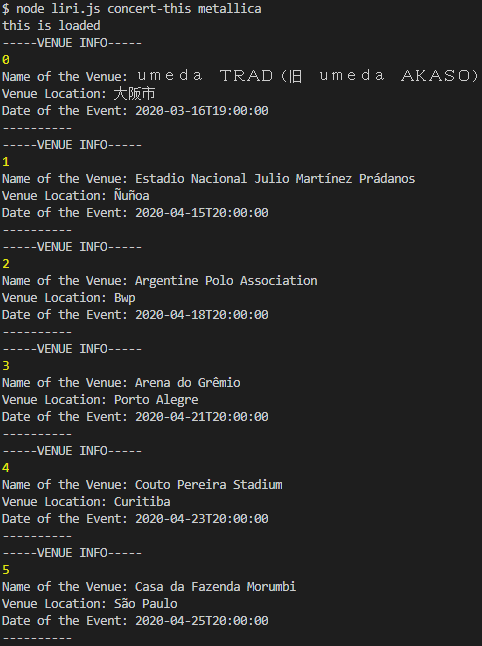 $ node liri.js concert-this metallica
this is loaded
-----VENUE INFO-----
0
Name of the Venue: ｕｍｅｄａ　ＴＲＡＤ（旧　ｕｍｅｄａ　ＡＫＡＳＯ）
Venue Location: 大阪市
Date of the Event: 2020-03-16T19:00:00
----------
-----VENUE INFO-----
1
Name of the Venue: Estadio Nacional Julio Martínez Prádanos
Venue Location: Ñuñoa
Date of the Event: 2020-04-15T20:00:00
----------
-----VENUE INFO-----
2
Name of the Venue: Argentine Polo Association
Venue Location: Bwp
Date of the Event: 2020-04-18T20:00:00
----------
-----VENUE INFO-----
3
Name of the Venue: Arena do Grêmio
Venue Location: Porto Alegre
Date of the Event: 2020-04-21T20:00:00
----------
-----VENUE INFO-----
4
Name of the Venue: Couto Pereira Stadium
Venue Location: Curitiba
Date of the Event: 2020-04-23T20:00:00
----------
-----VENUE INFO-----
5
Name of the Venue: Casa da Fazenda Morumbi
Venue Location: São Paulo
Date of the Event: 2020-04-25T20:00:00
----------